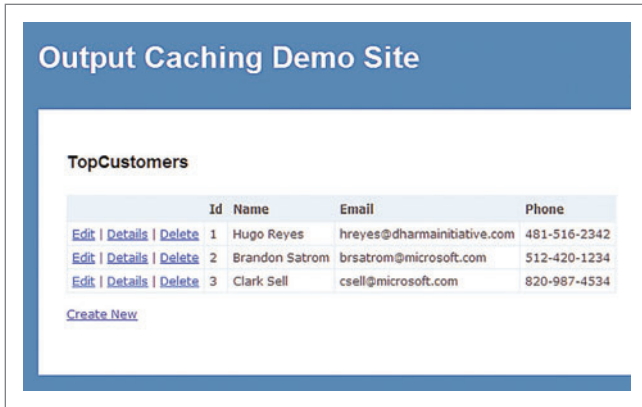 Output Caching Demo Site
TopCustomers
Id Name Email Phone
Edit | Details | Delete 1 Hugo Reyes hreyes@dharmainitiative.com 481-516-2342
Edit | Details | Delete 2 Brandon Satrom brsatrom@microsoft.com 512-420-1234
Edit | Details | Delete 3 Clark Sell csell@microsoft.com 820-987-4534
Create New